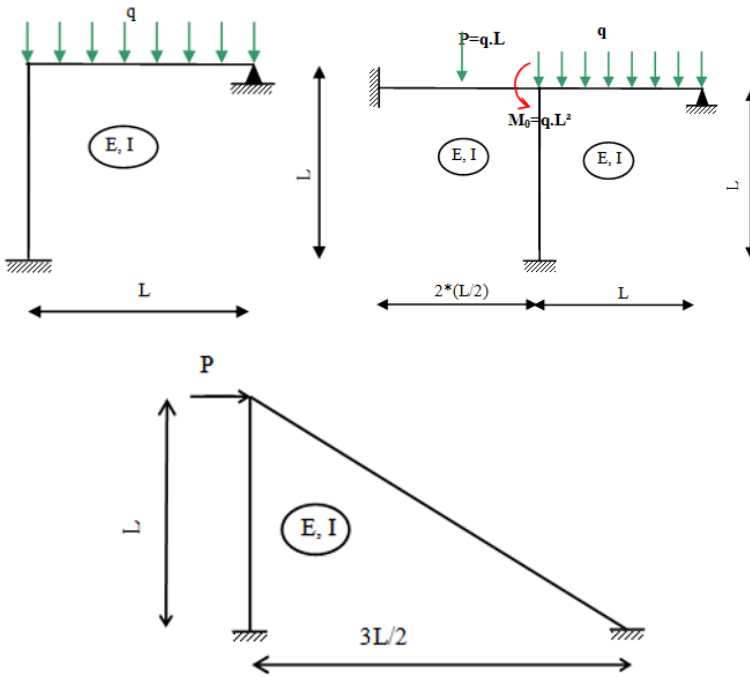 q
E, I
L
L
P=q.L
q
M₀=q.L²
E, I
E, I
L
2*(L/2)
L
P
L
E, I
3L/2